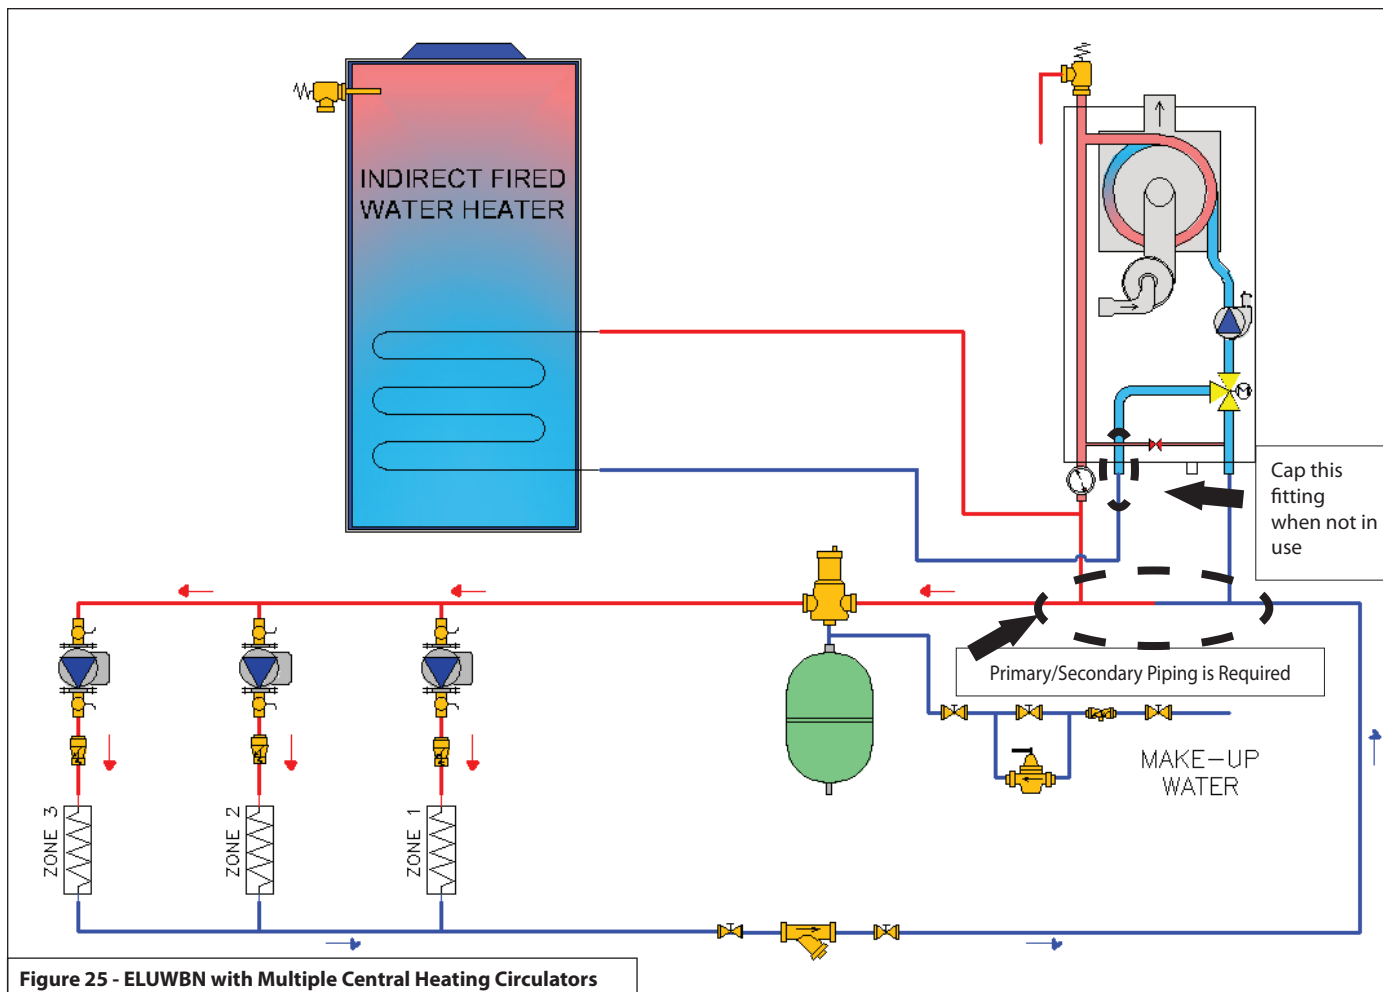 INDIRECT FIRED
WATER HEATER
M
Cap this
fitting
when not in
use
Primary/Secondary Piping is Required
MAKE-UP
WATER
ZONE 3
ZONE 2
ZONE 1
Figure 25 - ELUWBN with Multiple Central Heating Circulators